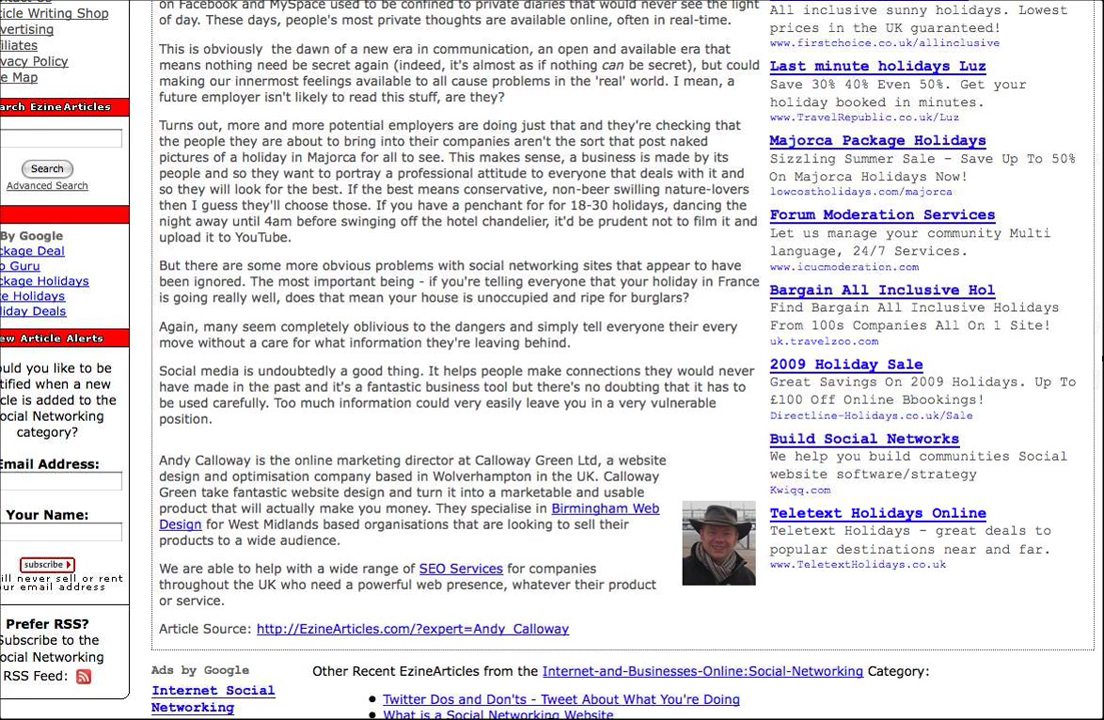 ntact Us
ticle Writing Shop
vertising
filiates
vacy Policy
e Map
arch EzineArticles
Search
Advanced Search
By Google
ckage Deal
o Guru
ckage Holidays
te Holidays
liday Deals
ew Article Alerts
ould you like to be
tified when a new
icle is added to the
ocial Networking
category?
Email Address:
Your Name:
subscribe
ill never sell or rent
ur email address
Prefer RSS?
Subscribe to the
ocial Networking
RSS Feed:
on Facebook and MySpace used to be confined to private diaries that would never see the light
of day. These days, people's most private thoughts are available online, often in real-time.
This is obviously the dawn of a new era in communication, an open and available era that
means nothing need be secret again (indeed, it's almost as if nothing can be secret), but could
making our innermost feelings available to all cause problems in the 'real' world. I mean, a
future employer isn't likely to read this stuff, are they?
Turns out, more and more potential employers are doing just that and they're checking that
the people they are about to bring into their companies aren't the sort that post naked
pictures of a holiday in Majorca for all to see. This makes sense, a business is made by its
people and so they want to portray a professional attitude to everyone that deals with it and
so they will look for the best. If the best means conservative, non-beer swilling nature-lovers
then I guess they'll choose those. If you have a penchant for for 18-30 holidays, dancing the
night away until 4am before swinging off the hotel chandelier, it'd be prudent not to film it and
upload it to YouTube.
But there are some more obvious problems with social networking sites that appear to have
been ignored. The most important being - if you're telling everyone that your holiday in France
is going really well, does that mean your house is unoccupied and ripe for burglars?
Again, many seem completely oblivious to the dangers and simply tell everyone their every
move without a care for what information they're leaving behind.
Social media is undoubtedly a good thing. It helps people make connections they would never
have made in the past and it's a fantastic business tool but there's no doubting that it has to
be used carefully. Too much information could very easily leave you in a very vulnerable
position.
Andy Calloway is the online marketing director at Calloway Green Ltd, a website
design and optimisation company based in Wolverhampton in the UK. Calloway
Green take fantastic website design and turn it into a marketable and usable
product that will actually make you money. They specialise in Birmingham Web
Design for West Midlands based organisations that are looking to sell their
products to a wide audience.
We are able to help with a wide range of SEO Services for companies
throughout the UK who need a powerful web presence, whatever their product
or service.
Article Source: http://EzineArticles.com/?expert=Andy_Calloway
All inclusive sunny holidays. Lowest
prices in the UK guaranteed!
www.firstchoice.co.uk/allinclusive
Last minute holidays Luz
Save 30% 40% Even 50%. Get your
holiday booked in minutes.
www.TravelRepublic.co.uk/Luz
Majorca Package Holidays
Sizzling Summer Sale - Save Up To 50%
On Majorca Holidays Now!
lowcostholidays.com/majorca
Forum Moderation Services
Let us manage your community Multi
language, 24/7 Services.
www.icucmoderation.com
Bargain All Inclusive Hol
Find Bargain All Inclusive Holidays
From 100s Companies All On 1 Site!
uk.travelzoo.com
2009 Holiday Sale
Great Savings On 2009 Holidays. Up To
£100 Off Online Bbookings!
Directline-Holidays.co.uk/Sale
Build Social Networks
We help you build communities Social
website software/strategy
Kwiqq.com
Teletext Holidays Online
Teletext Holidays - great deals to
popular destinations near and far.
www.TeletextHolidays.co.uk
Ads by Google
Internet Social
Networking
Other Recent EzineArticles from the Internet-and-Businesses-Online:Social-Networking Category:
Twitter Dos and Don'ts - Tweet About What You're Doing
What is a Social Networking Website